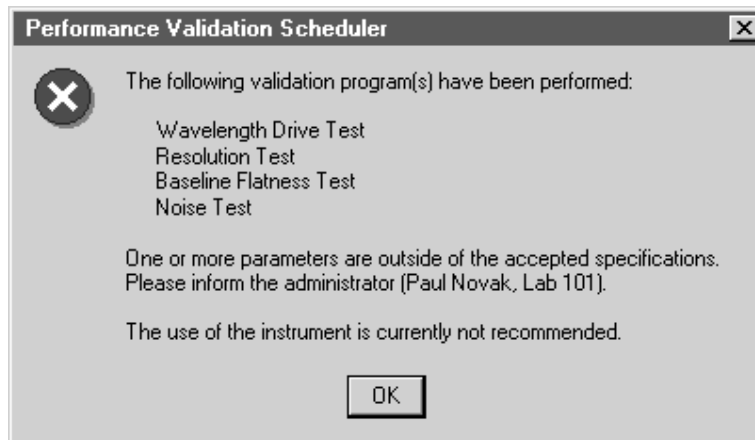 Performance Validation Scheduler
The following validation program(s) have been performed:
Wavelength Drive Test
Resolution Test
Baseline Flatness Test
Noise Test
One or more parameters are outside of the accepted specifications.
Please inform the administrator (Paul Novak, Lab 101).
The use of the instrument is currently not recommended.
OK